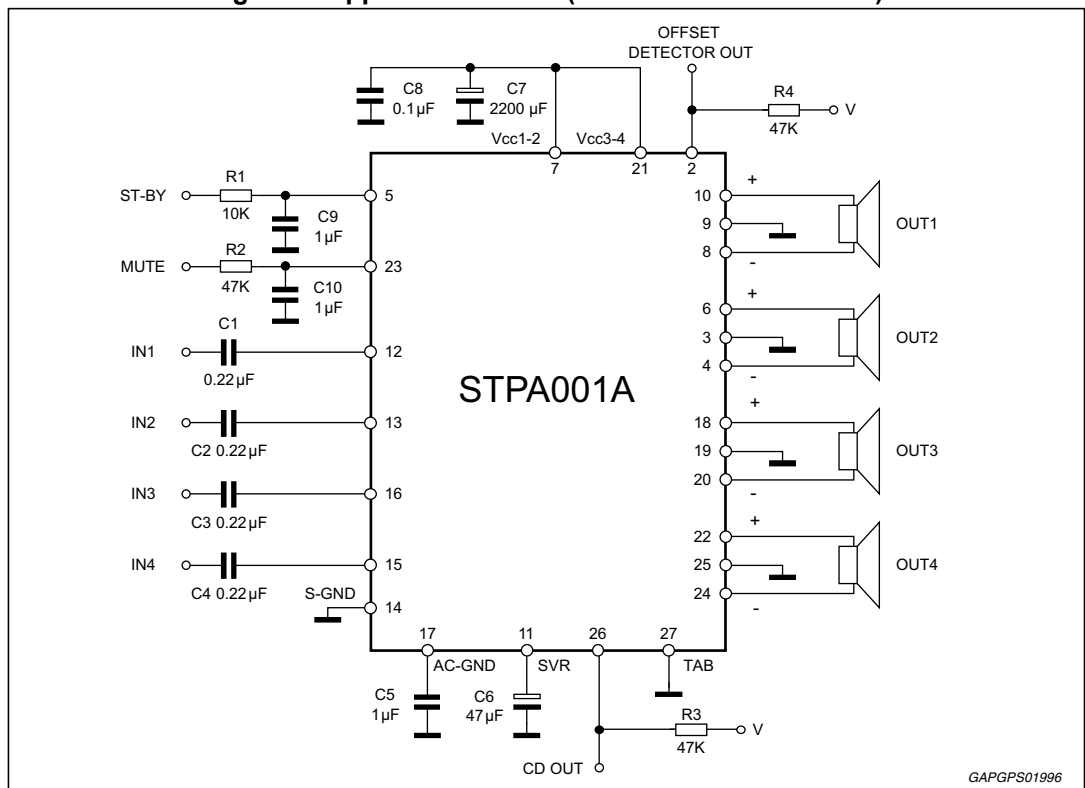 OFFSET
DETECTOR OUT
C8
0.1µF
C7
2200 µF
R4
47K
V
Vcc1-2
Vcc3-4
7
21
2
ST-BY
R1
10K
5
C9
1µF
MUTE
R2
47K
23
C10
1µF
IN1
C1
0.22µF
12
IN2
C2 0.22µF
13
IN3
C3 0.22µF
16
IN4
C4 0.22µF
15
S-GND
14
STPA001A
10
+
9
8
-
OUT1
6
+
3
4
-
OUT2
18
+
19
20
-
OUT3
22
+
25
24
-
OUT4
17
AC-GND
11
SVR
26
27
TAB
C5
1µF
C6
47µF
R3
47K
V
CD OUT
GAPGPS01996